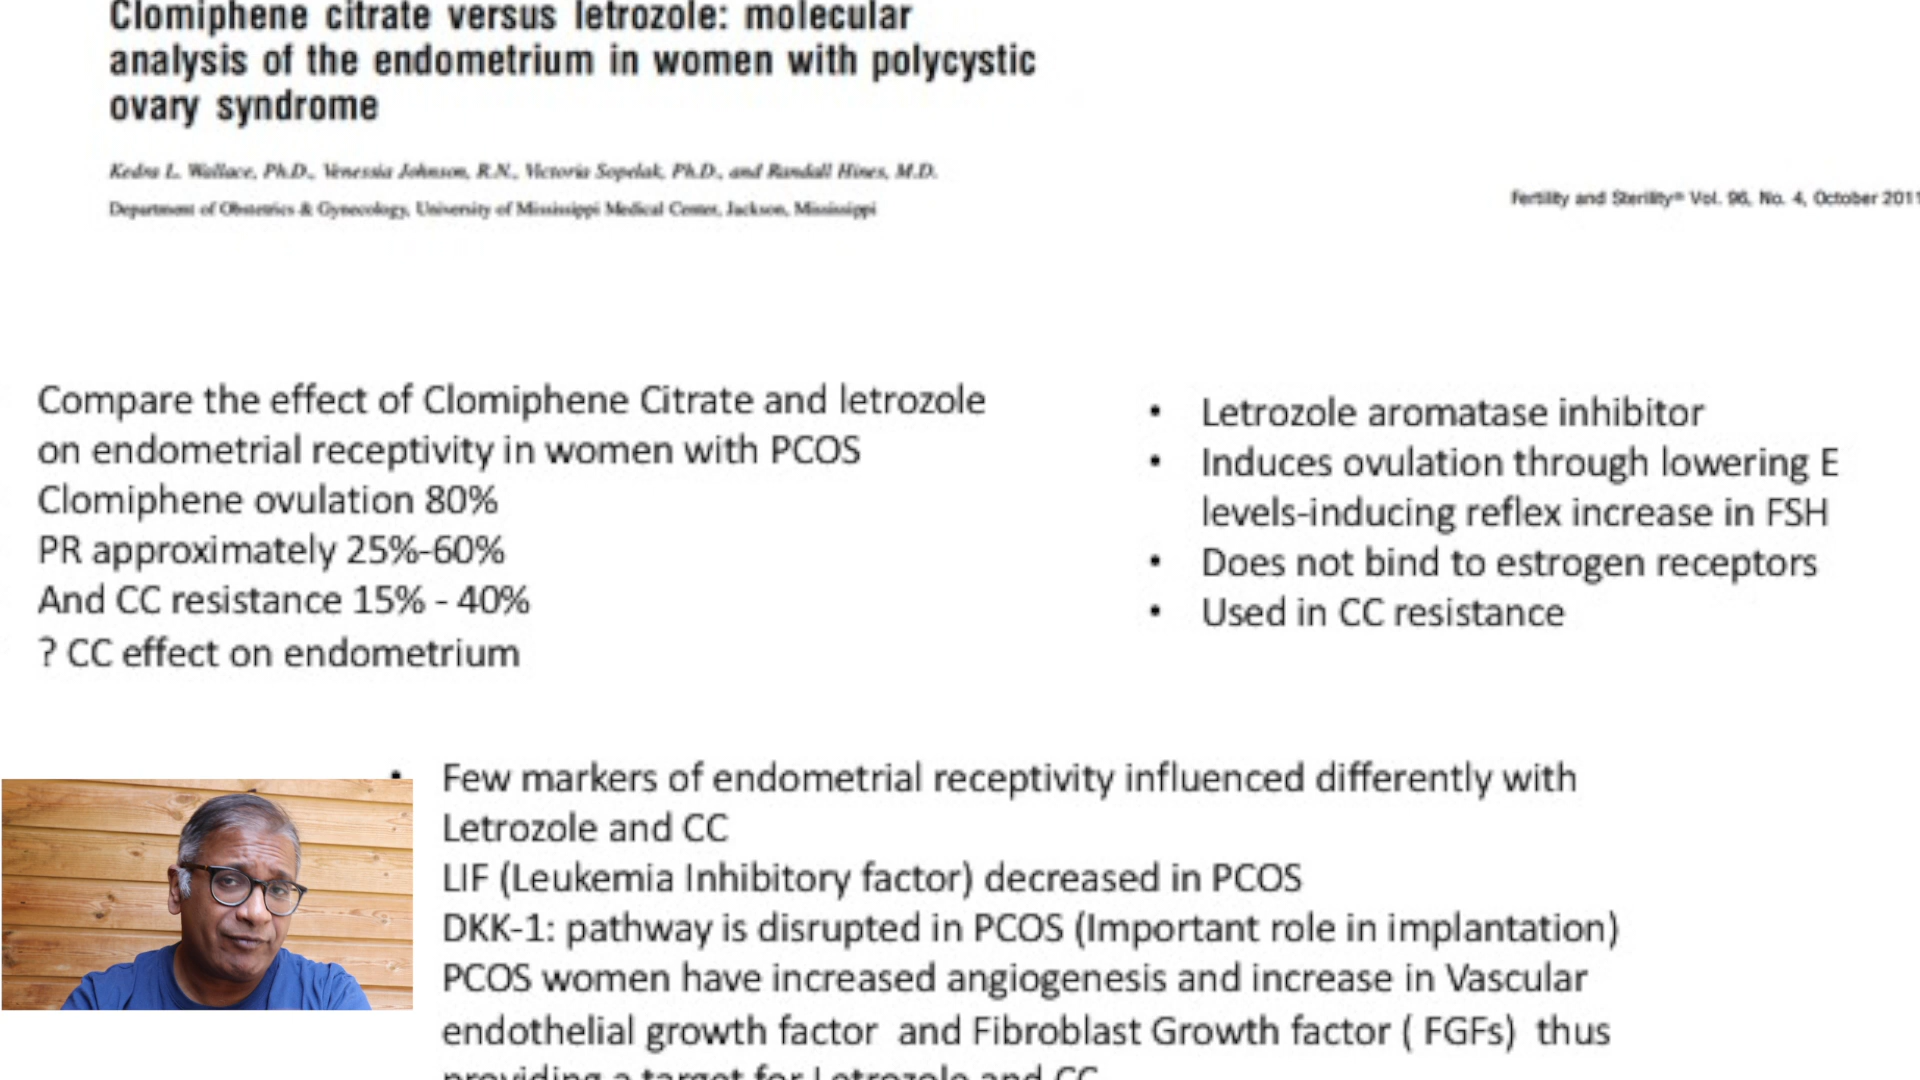 Clomiphene citrate versus letrozole: molecular
analysis of the endometrium in women with polycystic
ovary syndrome
Kedra L. Wallace, Ph.D., Venessia Johnson, R.N., Victoria Sopelak, Ph.D., and Randall Hines, M.D.
Department of Obstetrics & Gynecology, University of Mississippi Medical Center, Jackson, Mississippi
Fertility and Sterility® Vol. 96, No. 4, October 2011
Compare the effect of Clomiphene Citrate and letrozole
on endometrial receptivity in women with PCOS
Clomiphene ovulation 80%
PR approximately 25%-60%
And CC resistance 15% - 40%
? CC effect on endometrium
• Letrozole aromatase inhibitor
• Induces ovulation through lowering E
levels-inducing reflex increase in FSH
• Does not bind to estrogen receptors
• Used in CC resistance
• Few markers of endometrial receptivity influenced differently with
Letrozole and CC
LIF (Leukemia Inhibitory factor) decreased in PCOS
DKK-1: pathway is disrupted in PCOS (Important role in implantation)
PCOS women have increased angiogenesis and increase in Vascular
endothelial growth factor and Fibroblast Growth factor ( FGFs) thus
providing a target for Letrozole and CC